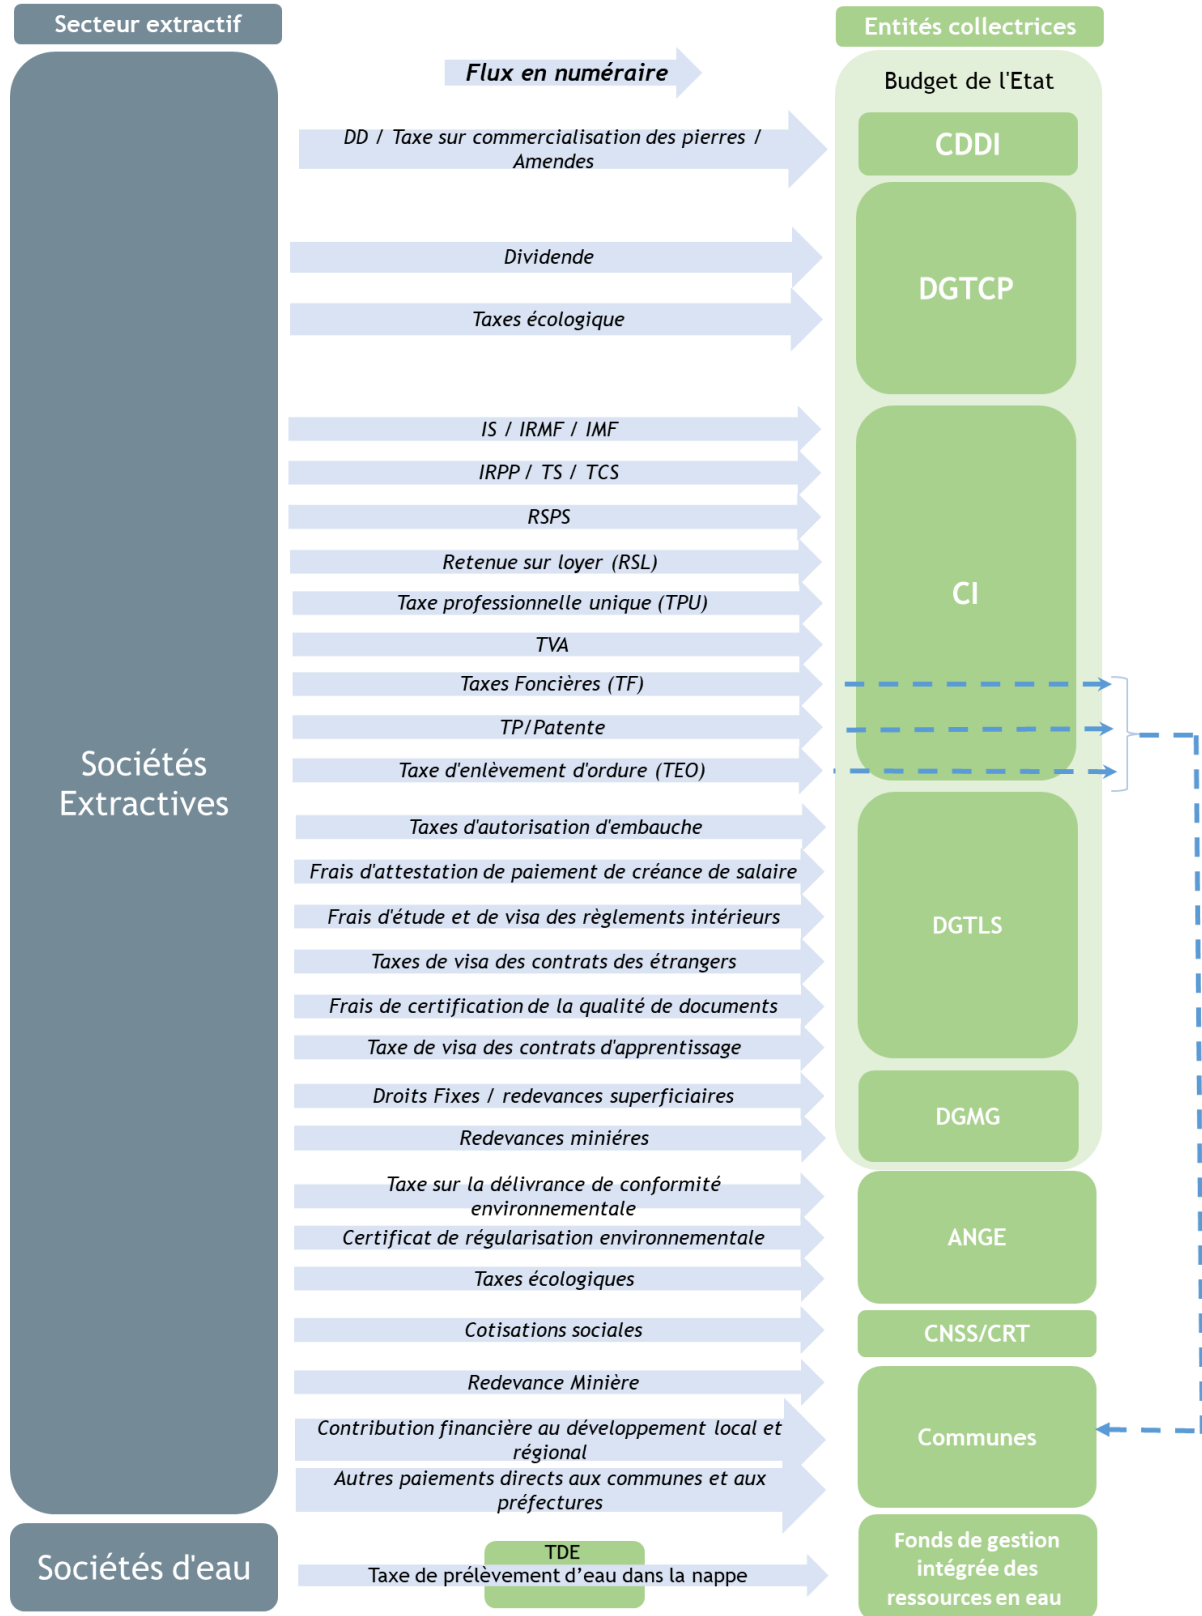 Secteur extractif
Entités collectrices
Flux en numéraire
Budget de l'Etat
DD / Taxe sur commercialisation des pierres /
Amendes
CDDI
Dividende
Taxes écologique
DGTCP
IS / IRMF / IMF
IRPP / TS / TCS
RSPS
Retenue sur loyer (RSL)
Taxe professionnelle unique (TPU)
TVA
Taxes Foncières (TF)
TP/Patente
Taxe d'enlèvement d'ordure (TEO)
CI
Sociétés
Extractives
Taxes d'autorisation d'embauche
Frais d'attestation de paiement de créance de salaire
Frais d'étude et de visa des règlements intérieurs
Taxes de visa des contrats des étrangers
Frais de certification de la qualité de documents
Taxe de visa des contrats d'apprentissage
DGTLS
Droits Fixes / redevances superficiaires
Redevances miniéres
DGMG
Taxe sur la délivrance de conformité
environnementale
Certificat de régularisation environnementale
Taxes écologiques
ANGE
Cotisations sociales
CNSS/CRT
Redevance Minière
Contribution financière au développement local et
régional
Autres paiements directs aux communes et aux
préfectures
Communes
Sociétés d'eau
TDE
Taxe de prélèvement d’eau dans la nappe
Fonds de gestion
intégrée des
ressources en eau